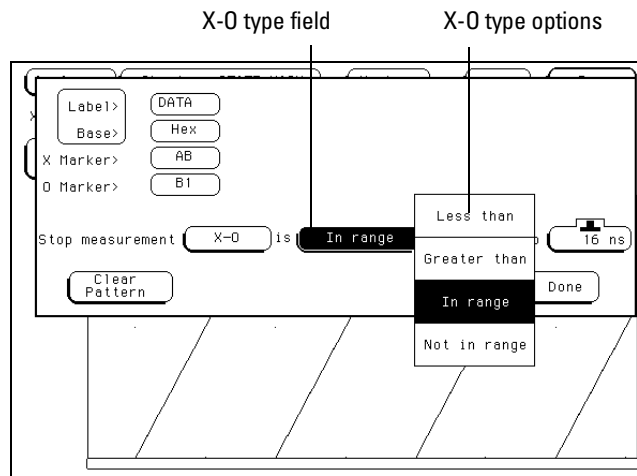 X-O type field X-O type options
Label> DATA
Base> Hex
X Marker> AB
O Marker> B1
Less than
Stop measurement X-O is In range 16 ns
Greater than
Clear Pattern Done
In range
Not in range